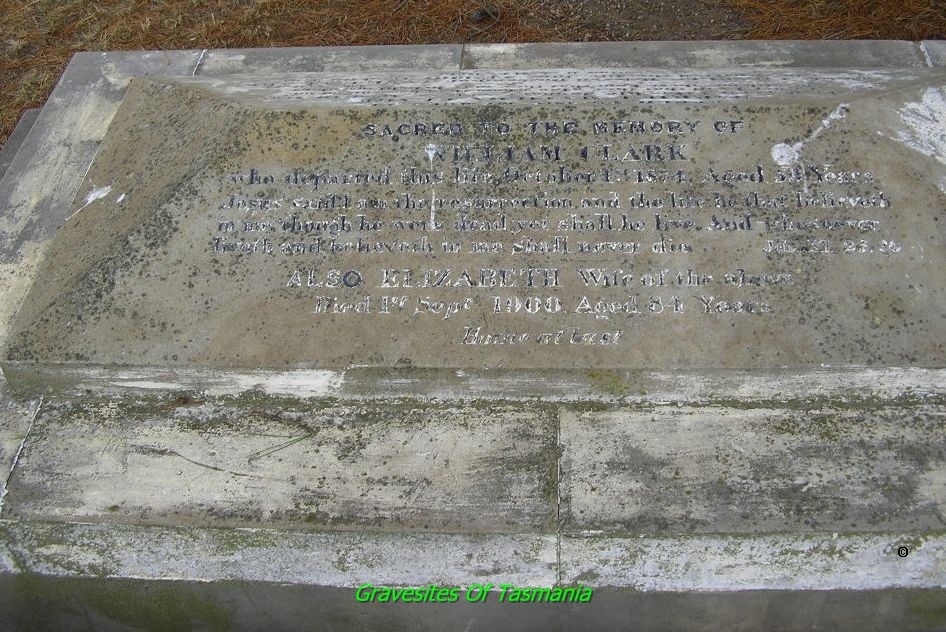 SACRED TO THE MEMORY OF
WILLIAM CLARK
who departed this life October 1874 Aged Years
Jesus said I am the resurrection and the life he that believeth
in me though he were dead yet shall he live. And whosoever
liveth and believeth in me shall never die
ALSO ELIZABETH Wife of the above
Died 1st Sept. 1900, Aged 84 Years
Home at last
©
Gravesites Of Tasmania